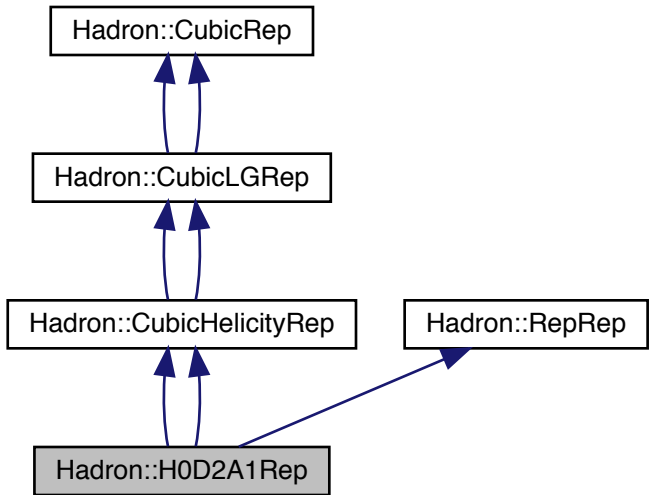 Hadron::CubicRep
Hadron::CubicLGRep
Hadron::CubicHelicityRep
Hadron::RepRep
Hadron::H0D2A1Rep